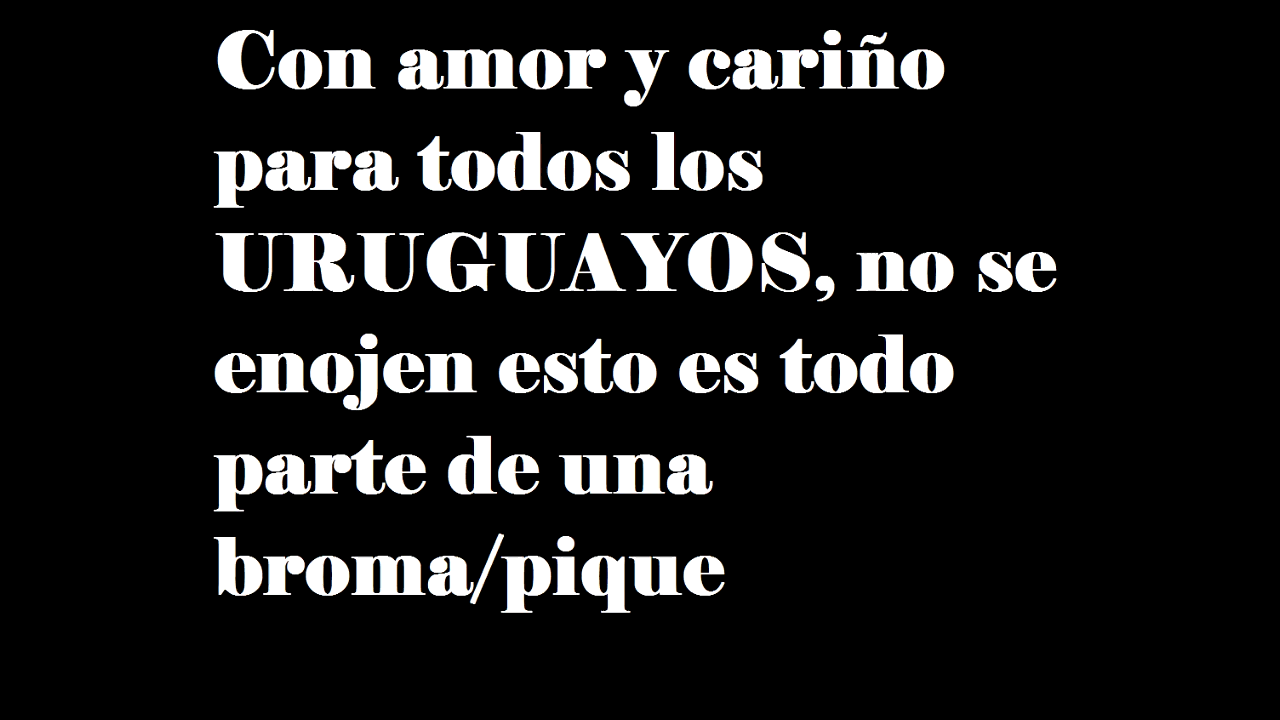 Con amor y cariño
para todos los
URUGUAYOS, no se
enojen esto es todo
parte de una
broma/pique